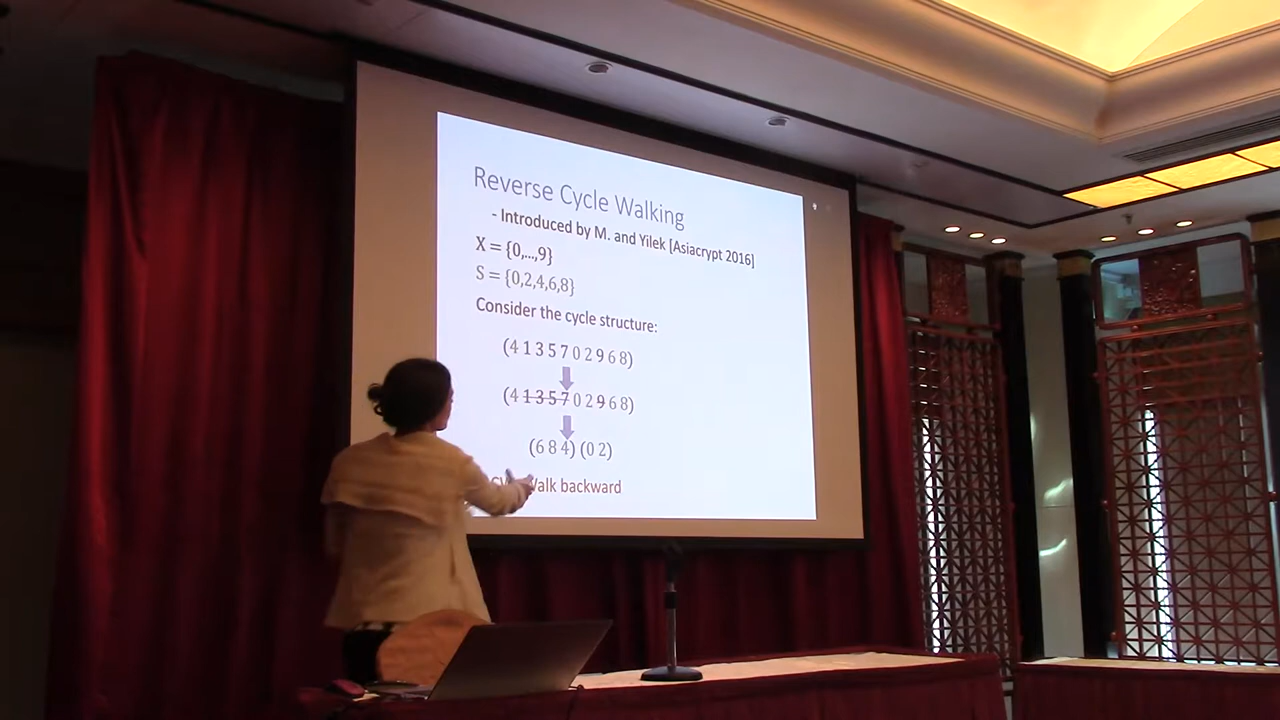 Reverse Cycle Walking
- Introduced by M. and Yilek [Asiacrypt 2016]
X = {0,...,9}
S = {0,2,4,6,8}
Consider the cycle structure:
(4 1 3 5 7 0 2 9 6 8)
(4 1 3 5 7 0 2 9 6 8)
(6 8 4) (0 2)
Walk backward